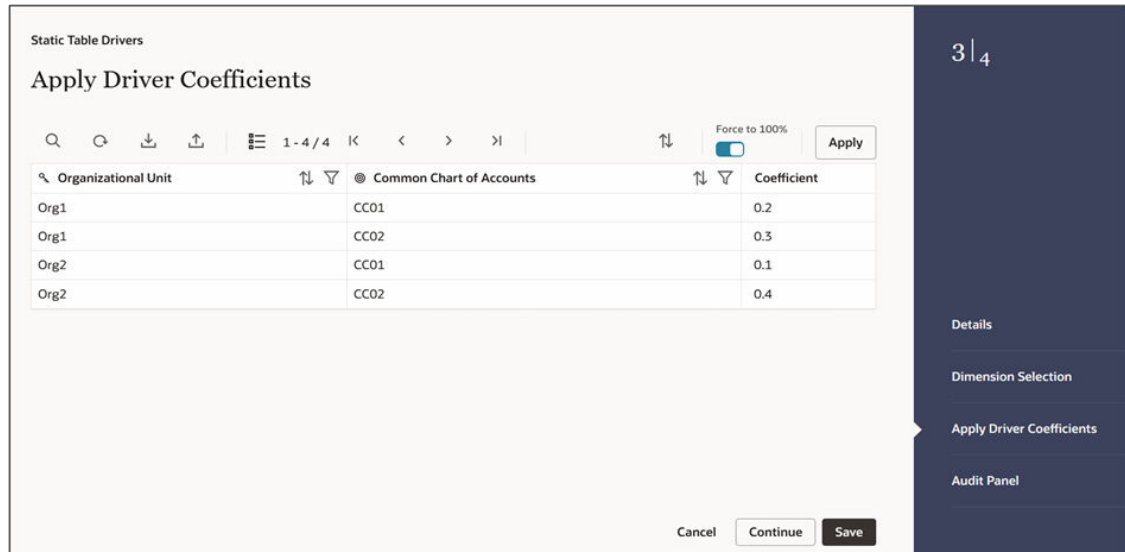 Static Table Drivers
Apply Driver Coefficients
1 - 4 / 4
Force to 100%
Apply
Organizational Unit Common Chart of Accounts Coefficient
Org1 CC01 0.2
Org1 CC02 0.3
Org2 CC01 0.1
Org2 CC02 0.4
Cancel Continue Save
3|4
Details
Dimension Selection
Apply Driver Coefficients
Audit Panel